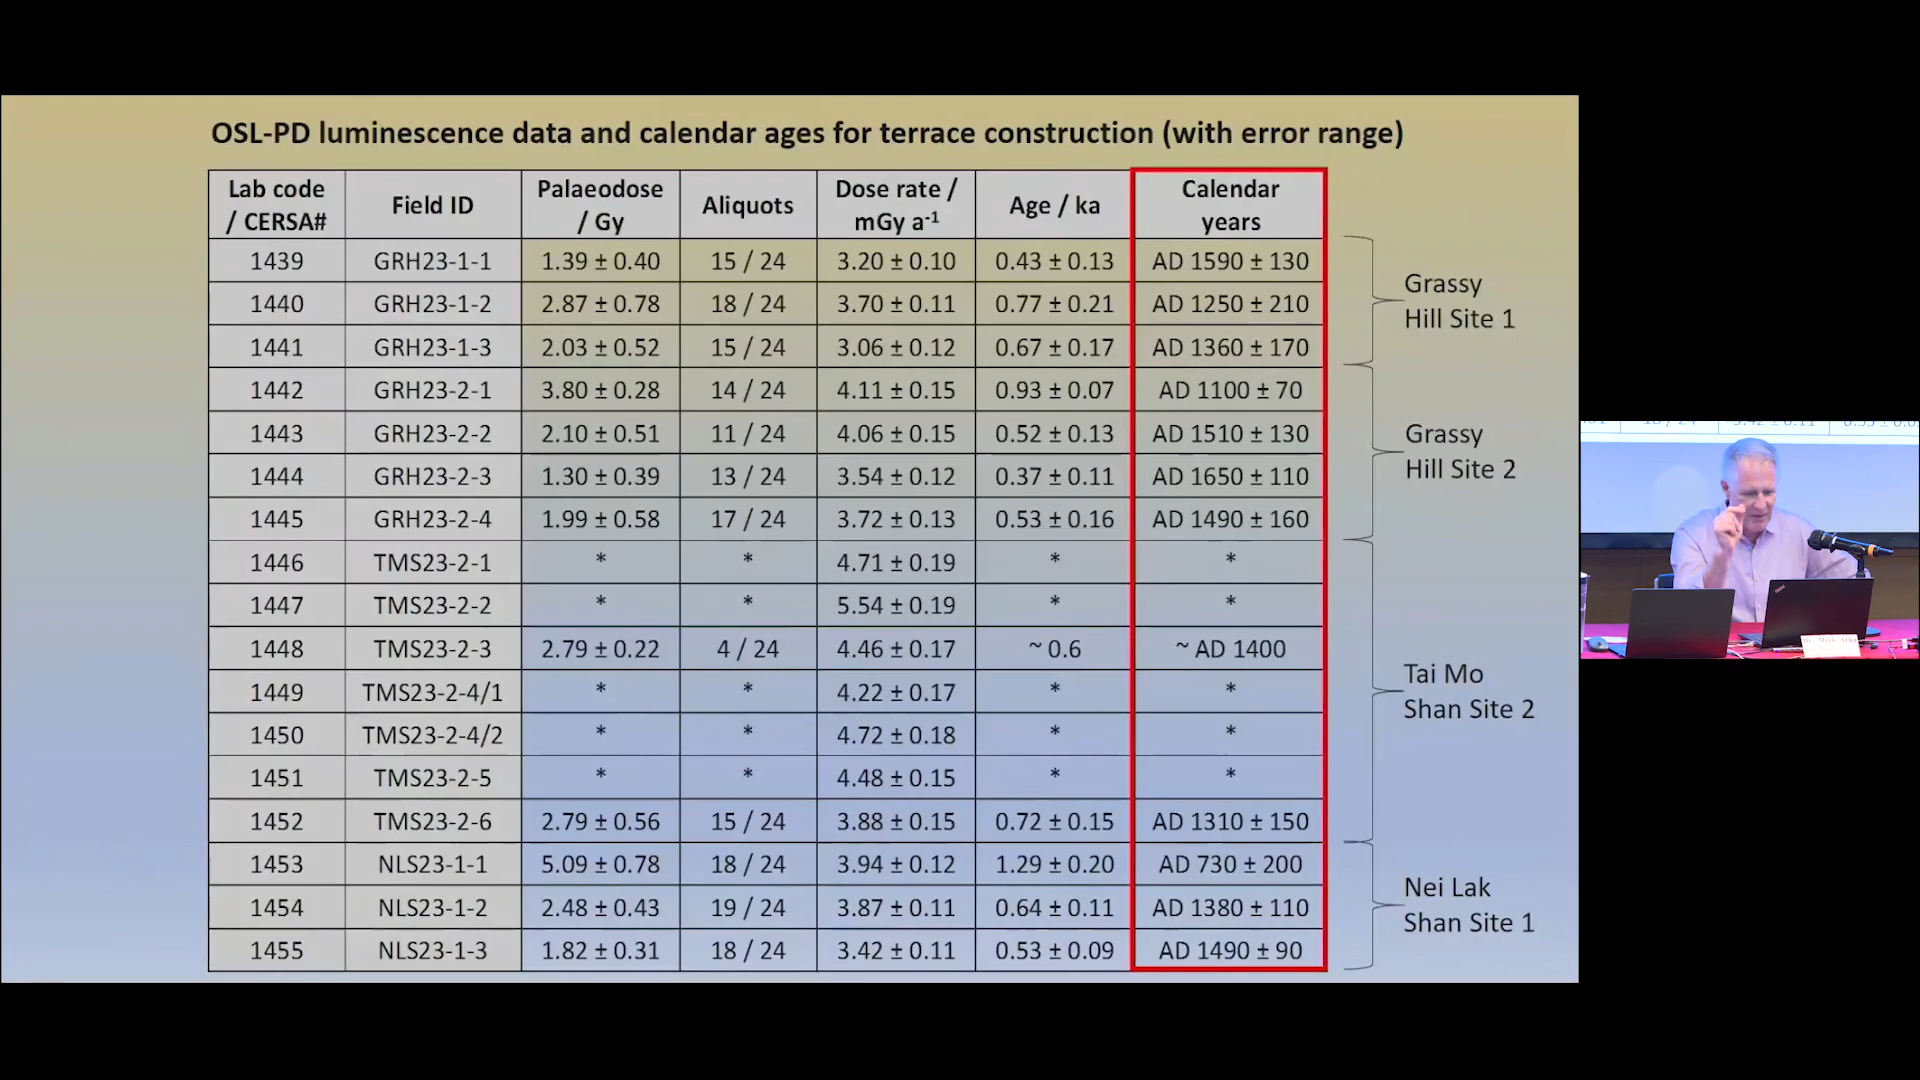 OSL-PD luminescence data and calendar ages for terrace construction (with error range)
Lab code / CERSA# Field ID Palaeodose / Gy Aliquots Dose rate / mGy a⁻¹ Age / ka Calendar years
1439 GRH23-1-1 1.39 ± 0.40 15 / 24 3.20 ± 0.10 0.43 ± 0.13 AD 1590 ± 130
1440 GRH23-1-2 2.87 ± 0.78 18 / 24 3.70 ± 0.11 0.77 ± 0.21 AD 1250 ± 210
1441 GRH23-1-3 2.03 ± 0.52 15 / 24 3.06 ± 0.12 0.67 ± 0.17 AD 1360 ± 170
Grassy
Hill Site 1
1442 GRH23-2-1 3.80 ± 0.28 14 / 24 4.11 ± 0.15 0.93 ± 0.07 AD 1100 ± 70
1443 GRH23-2-2 2.10 ± 0.51 11 / 24 4.06 ± 0.15 0.52 ± 0.13 AD 1510 ± 130
1444 GRH23-2-3 1.30 ± 0.39 13 / 24 3.54 ± 0.12 0.37 ± 0.11 AD 1650 ± 110
1445 GRH23-2-4 1.99 ± 0.58 17 / 24 3.72 ± 0.13 0.53 ± 0.16 AD 1490 ± 160
Grassy
Hill Site 2
1446 TMS23-2-1 * * 4.71 ± 0.19 * *
1447 TMS23-2-2 * * 5.54 ± 0.19 * *
1448 TMS23-2-3 2.79 ± 0.22 4 / 24 4.46 ± 0.17 ~ 0.6 ~ AD 1400
1449 TMS23-2-4/1 * * 4.22 ± 0.17 * *
1450 TMS23-2-4/2 * * 4.72 ± 0.18 * *
1451 TMS23-2-5 * * 4.48 ± 0.15 * *
1452 TMS23-2-6 2.79 ± 0.56 15 / 24 3.88 ± 0.15 0.72 ± 0.15 AD 1310 ± 150
Tai Mo
Shan Site 2
1453 NLS23-1-1 5.09 ± 0.78 18 / 24 3.94 ± 0.12 1.29 ± 0.20 AD 730 ± 200
1454 NLS23-1-2 2.48 ± 0.43 19 / 24 3.87 ± 0.11 0.64 ± 0.11 AD 1380 ± 110
1455 NLS23-1-3 1.82 ± 0.31 18 / 24 3.42 ± 0.11 0.53 ± 0.09 AD 1490 ± 90
Nei Lak
Shan Site 1